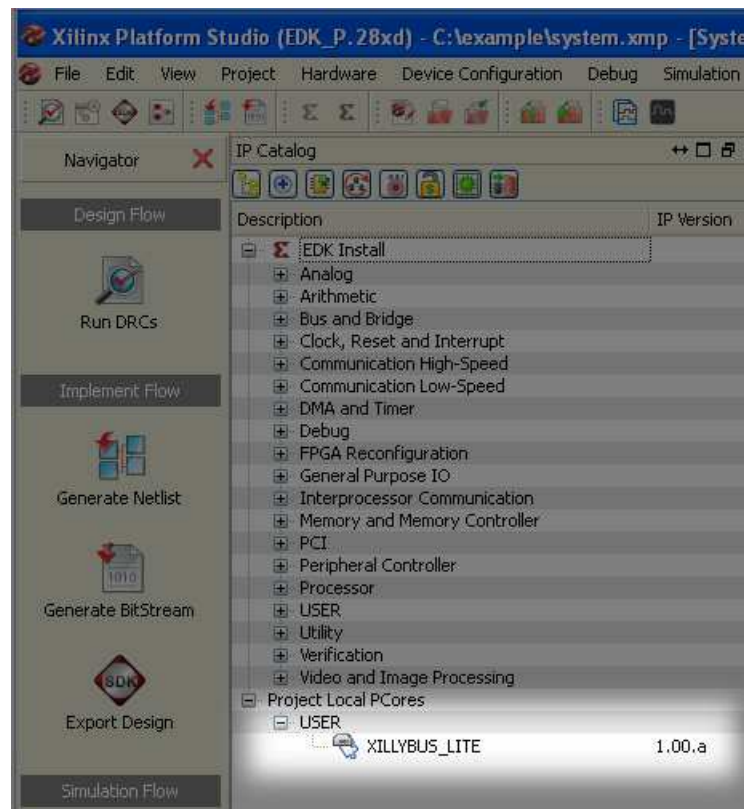 Xilinx Platform Studio (EDK_P.28xd) - C:\example\system.xmp - [Syste
File Edit View Project Hardware Device Configuration Debug Simulation
Navigator
IP Catalog
Design Flow
Description IP Version
EDK Install
Analog
Arithmetic
Bus and Bridge
Clock, Reset and Interrupt
Communication High-Speed
Communication Low-Speed
DMA and Timer
Debug
FPGA Reconfiguration
General Purpose IO
Interprocessor Communication
Memory and Memory Controller
PCI
Peripheral Controller
Processor
USER
Utility
Verification
Video and Image Processing
Project Local PCores
USER
XILLYBUS_LITE 1.00.a
Run DRCs
Implement Flow
Generate Netlist
1010
Generate BitStream
SDK
Export Design
Simulation Flow